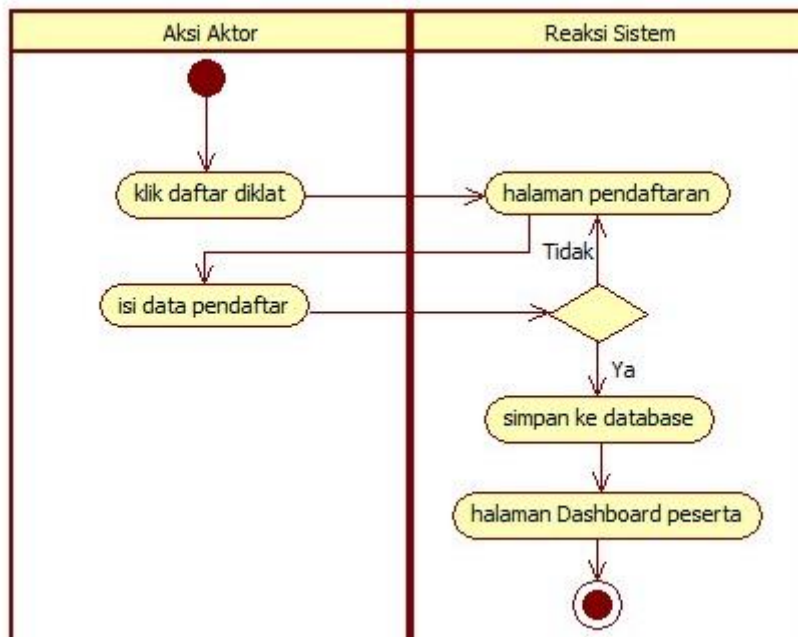 Aksi Aktor
Reaksi Sistem
klik daftar diklat
halaman pendaftaran
Tidak
isi data pendaftar
Ya
simpan ke database
halaman Dashboard peserta